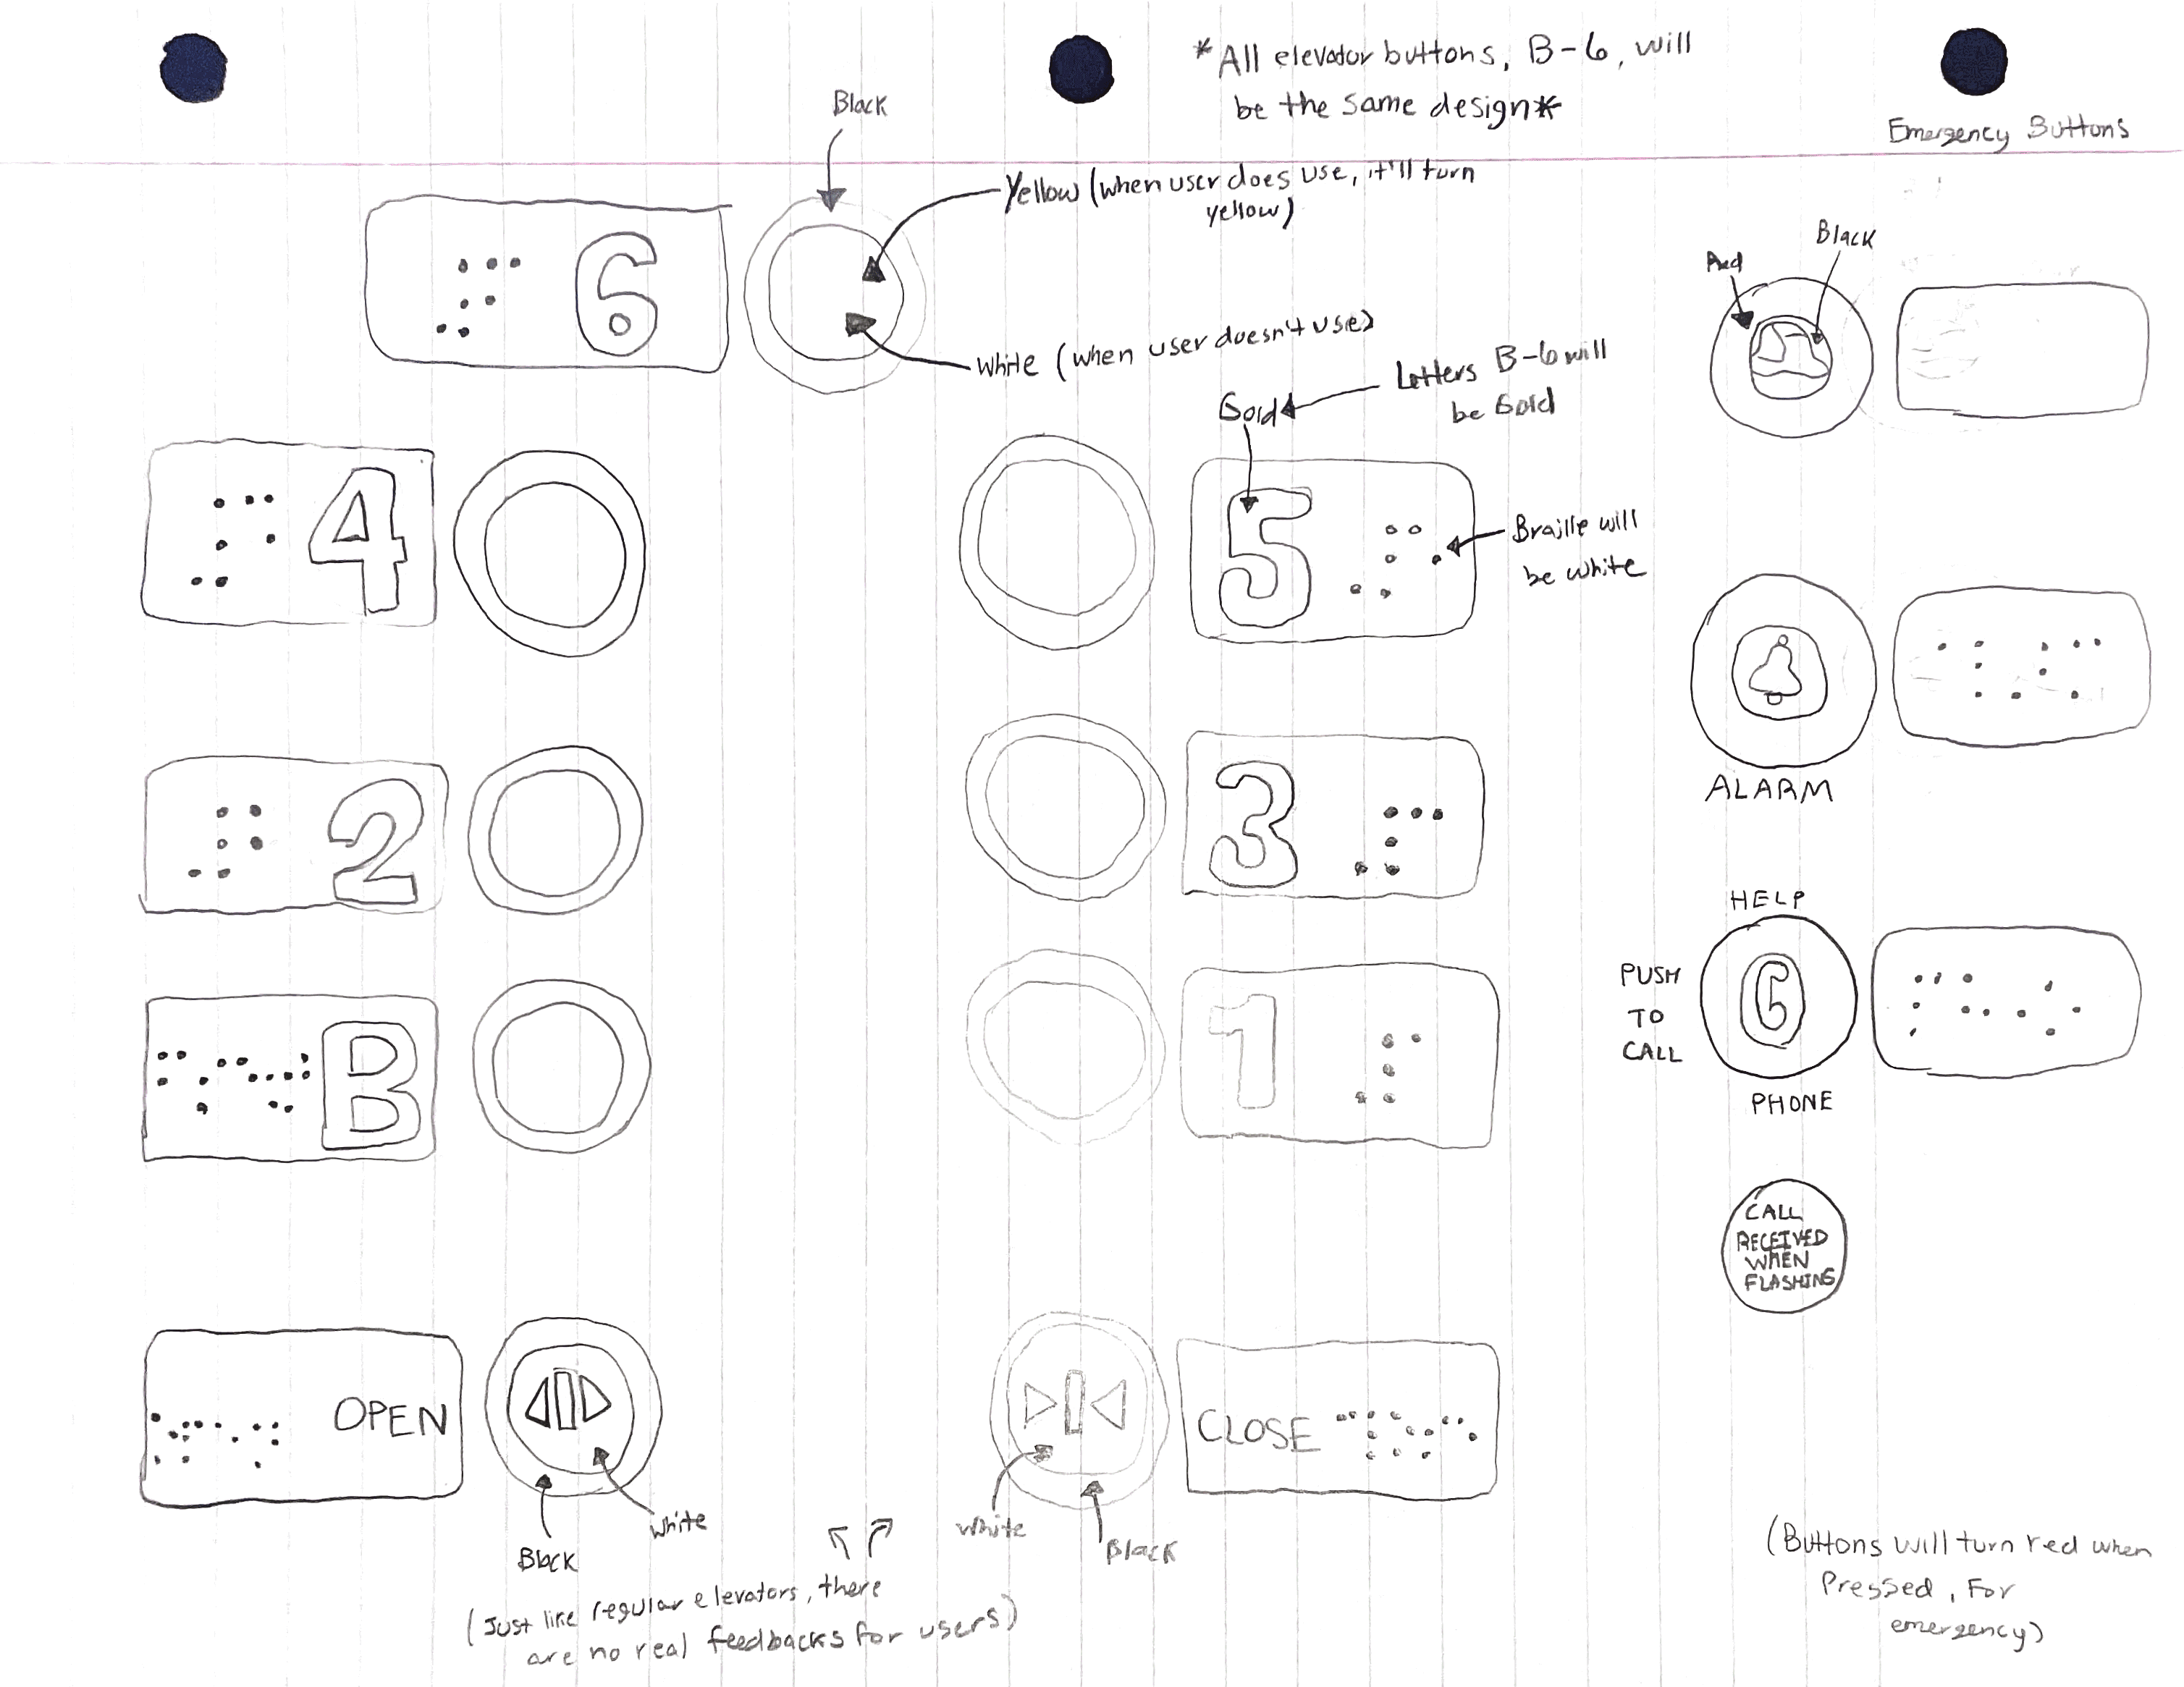 *All elevator buttons, B-6, will
be the same design*
Emergency Buttons
Black
Yellow (when user does use, it'll turn
yellow)
White (when user doesn't use)
6
Letters B-6 will
be Gold
Gold
Red
Black
4
5
Braille will
be white
ALARM
2
3
HELP
PUSH
TO
CALL
PHONE
B
1
CALL
RECEIVED
WHEN
FLASHING
OPEN
CLOSE
White
Black
White
Black
(Just like regular elevators, there
are no real feedbacks for users)
(Buttons will turn red when
Pressed, For
emergency)